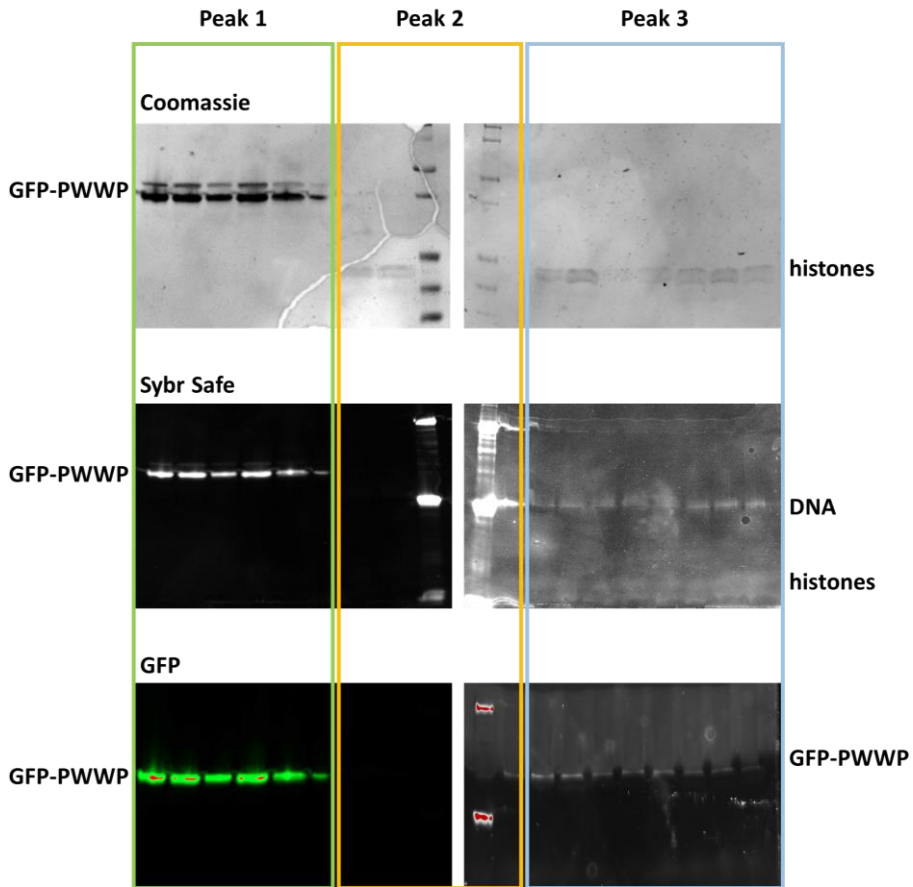 Peak 1 Peak 2 Peak 3
Coomassie
GFP-PWWP
histones
Sybr Safe
GFP-PWWP
DNA
histones
GFP
GFP-PWWP
GFP-PWWP